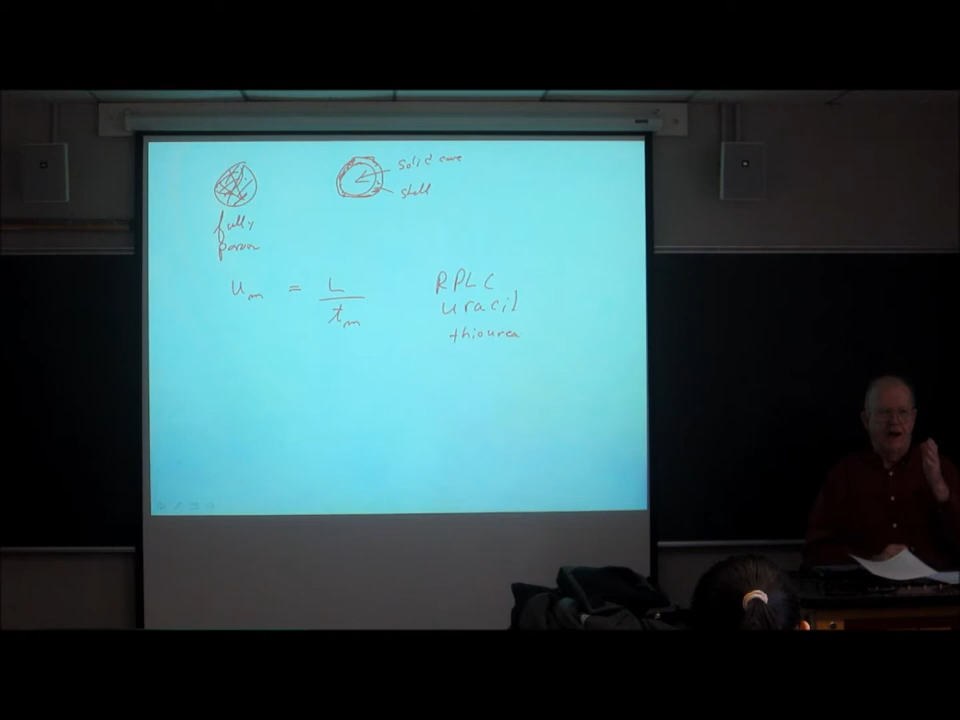 solid core
shell
fully
porous
u_m = L / t_m
RPLC
uracil
thiourea